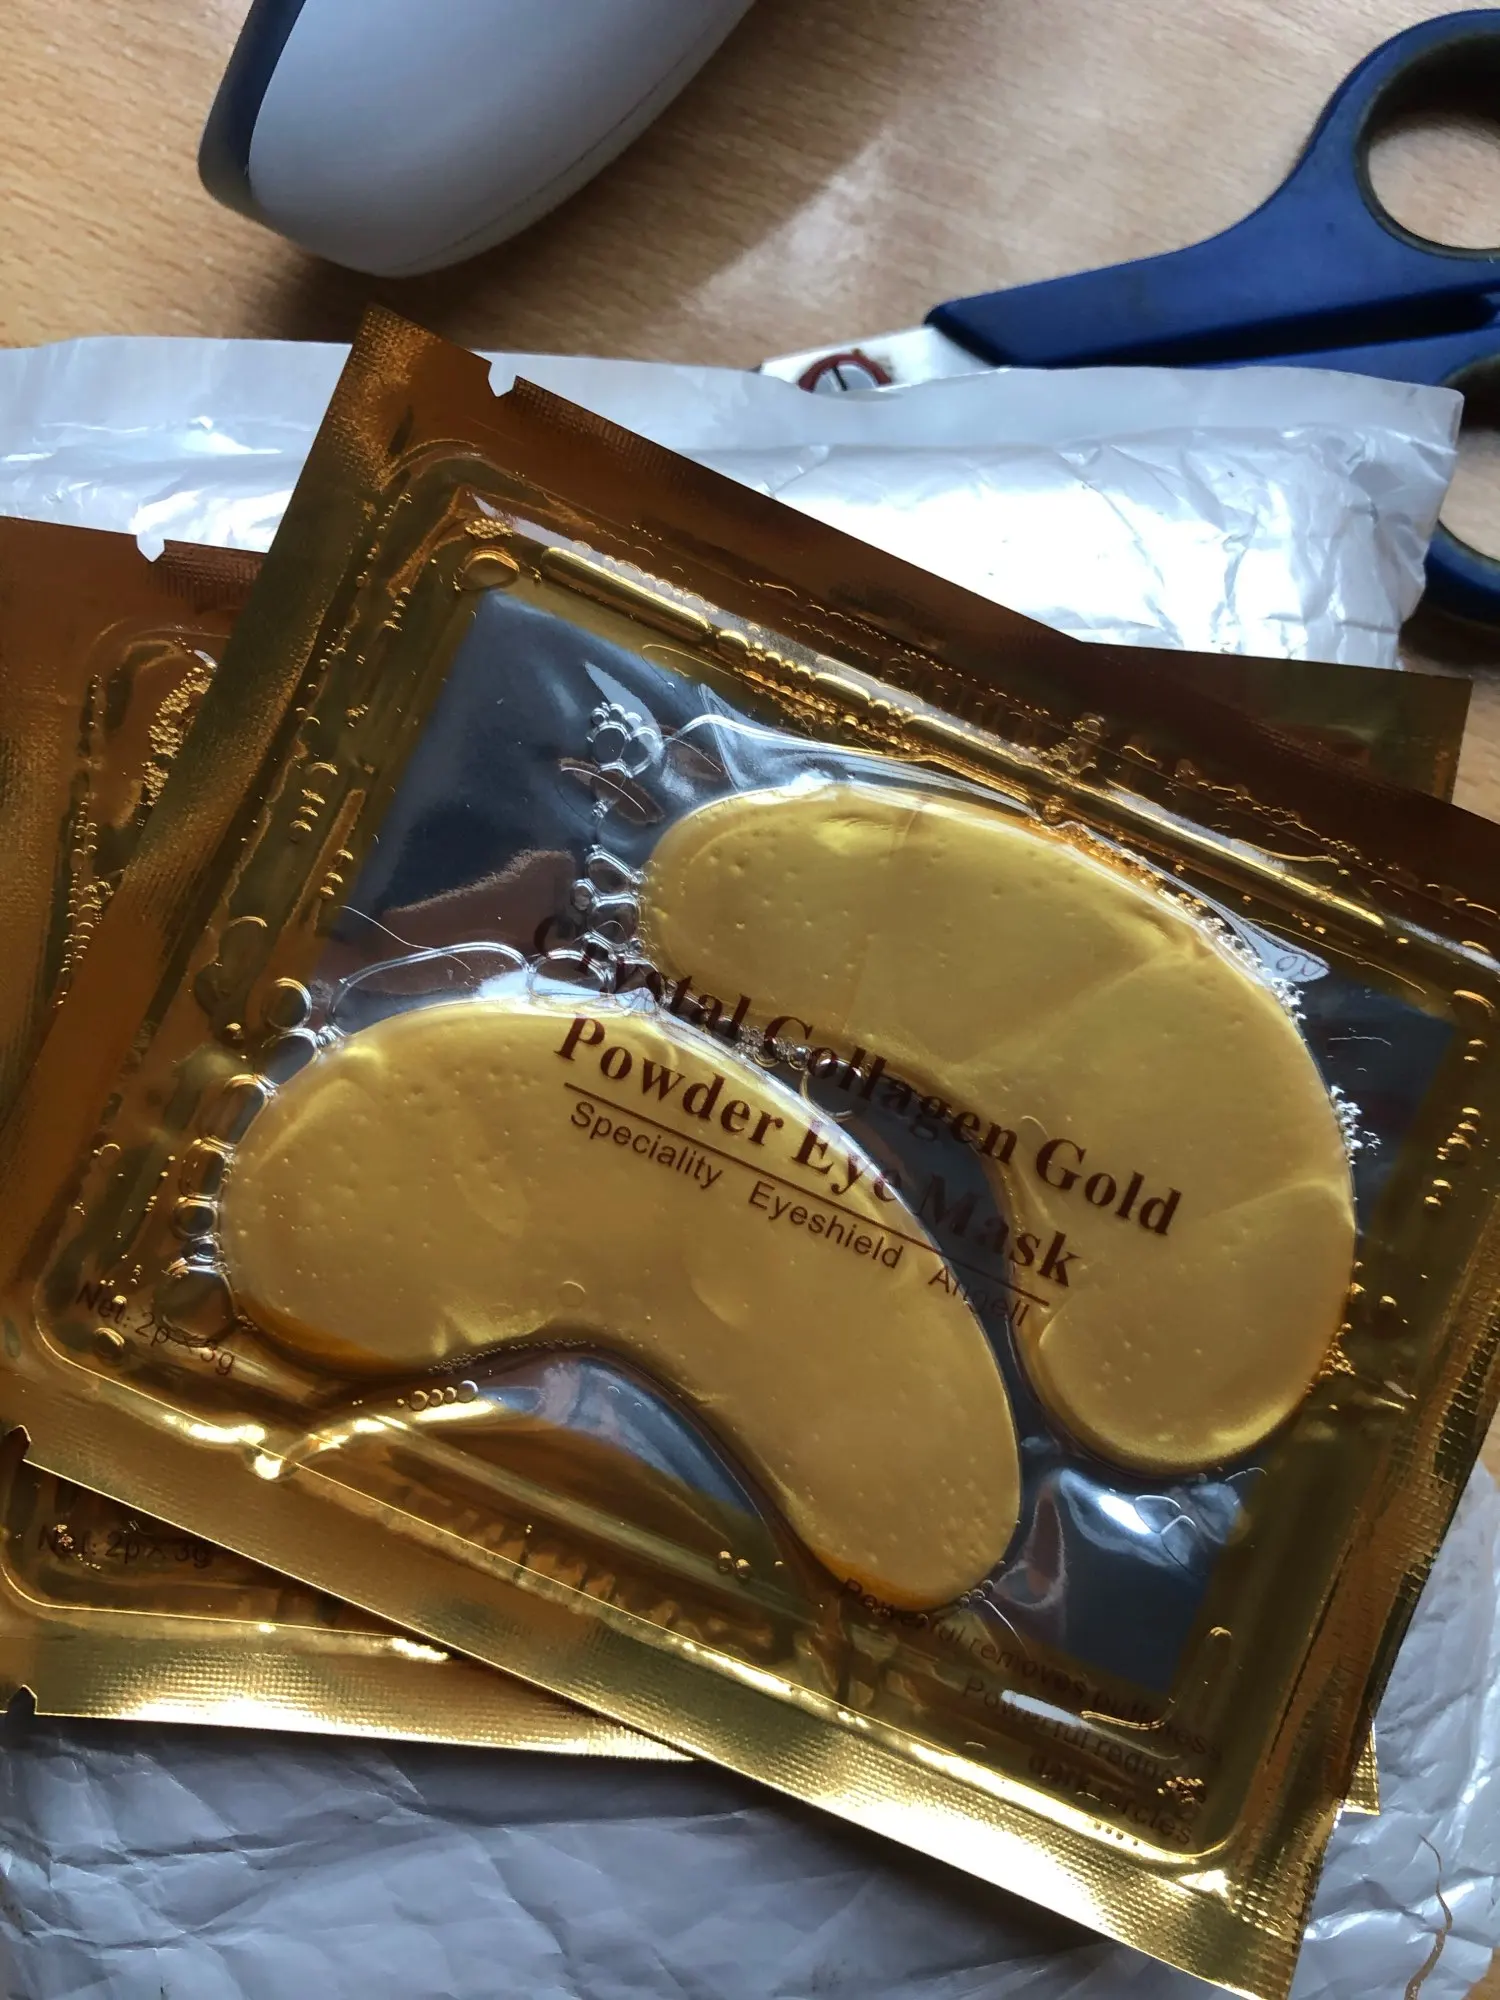 Crystal Collagen Gold
Powder Eye Mask
Speciality Eyeshield Angell
Net: 2p×3g
Powerful removes puffiness
Powerful
dark circles
Net: 2p×3g